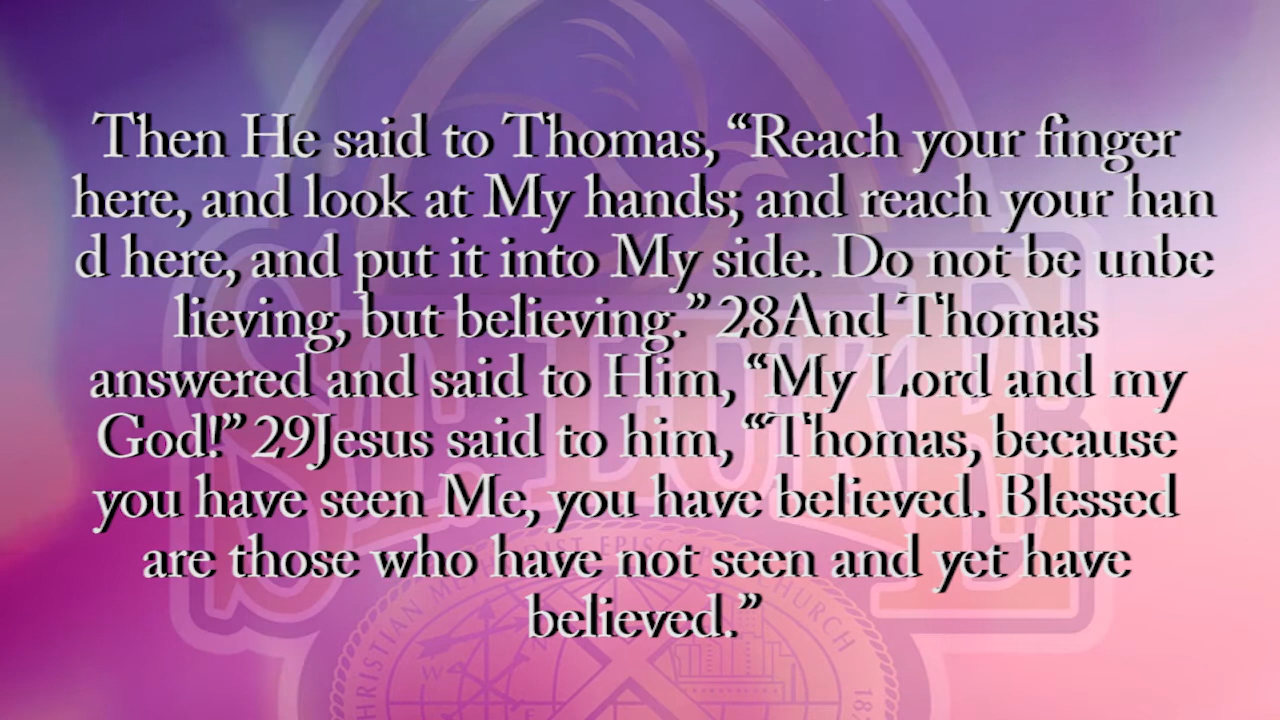 Then He said to Thomas, “Reach your finger
here, and look at My hands; and reach your han
d here, and put it into My side. Do not be unbe
lieving, but believing.” 28And Thomas
answered and said to Him, “My Lord and my
God!” 29Jesus said to him, “Thomas, because
you have seen Me, you have believed. Blessed
are those who have not seen and yet have
believed.”
ST. LUKE
CHURCH
W
E